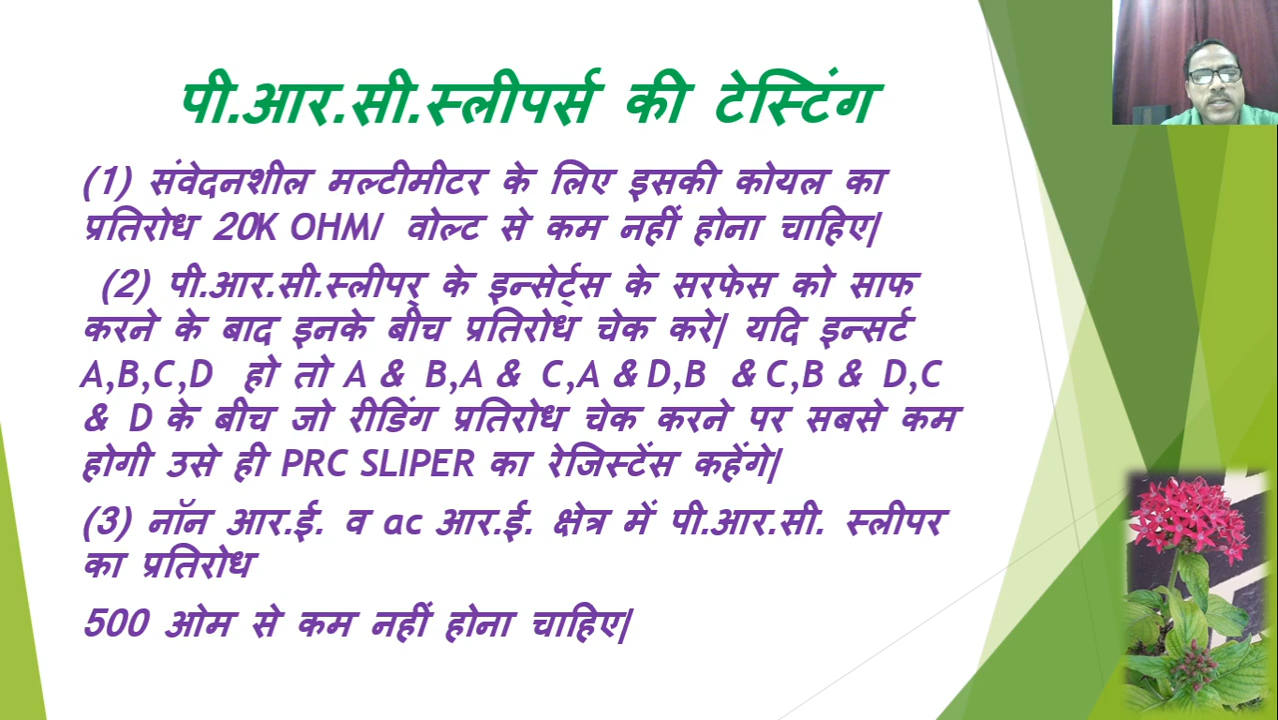 पी.आर.सी.स्लीपर्स की टेस्टिंग
(1) संवेदनशील मल्टीमीटर के लिए इसकी कोयल का
प्रतिरोध 20K OHM/ वोल्ट से कम नहीं होना चाहिए|
(2) पी.आर.सी.स्लीपर् के इन्सेर्ट्स के सरफेस को साफ
करने के बाद इनके बीच प्रतिरोध चेक करे| यदि इन्सर्ट
A,B,C,D हो तो A & B,A & C,A & D,B & C,B & D,C
& D के बीच जो रीडिंग प्रतिरोध चेक करने पर सबसे कम
होगी उसे ही PRC SLIPER का रेजिस्टेंस कहेंगे|
(3) नॉन आर.ई. व ac आर.ई. क्षेत्र में पी.आर.सी. स्लीपर
का प्रतिरोध
500 ओम से कम नहीं होना चाहिए|